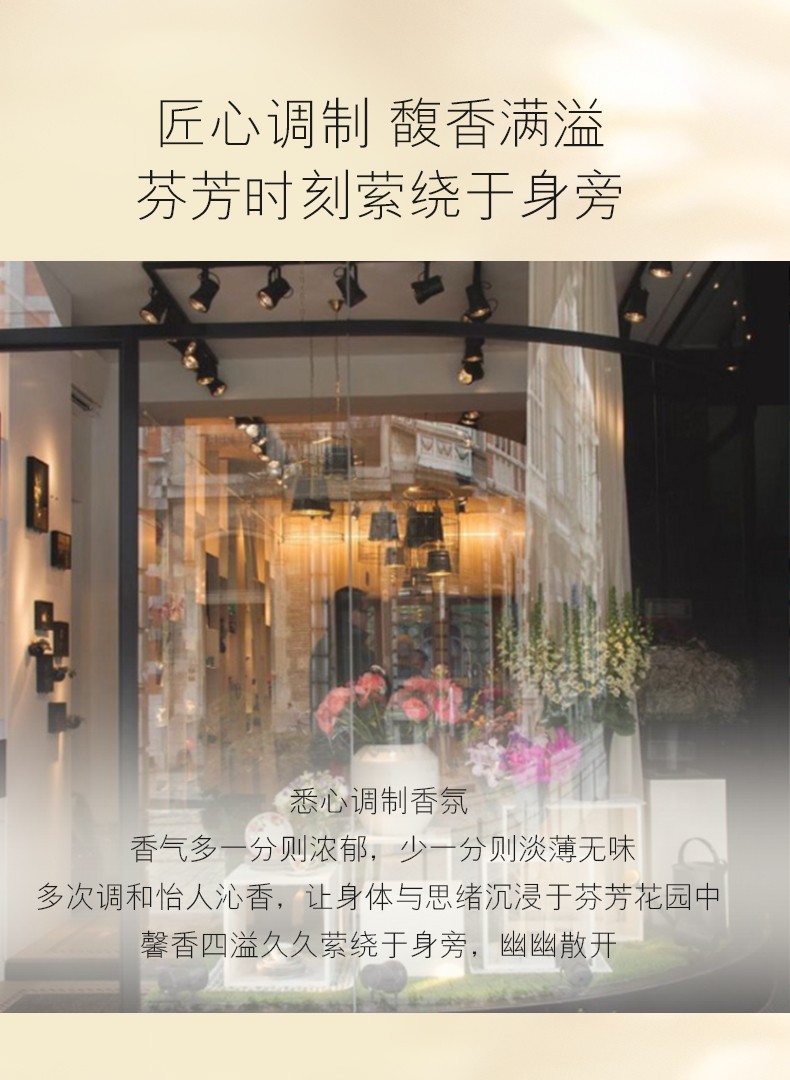 匠心调制 馥香满溢
芬芳时刻萦绕于身旁
悉心调制香氛
香气多一分则浓郁，少一分则淡薄无味
多次调和怡人沁香，让身体与思绪沉浸于芬芳花园中
馨香四溢久久萦绕于身旁，幽幽散开